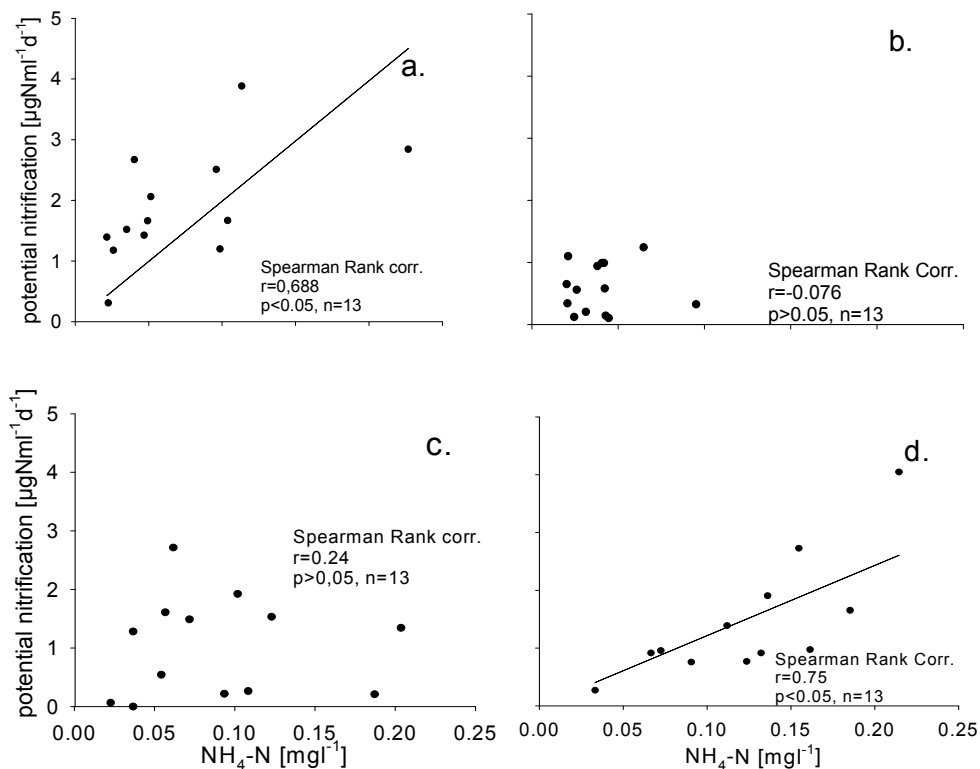 5
4
3
2
1
0
potential nitrification [µgNml⁻¹d⁻¹]
a.
Spearman Rank corr.
r=0,688
p<0.05, n=13
b.
Spearman Rank Corr.
r=-0.076
p>0.05, n=13
5
4
3
2
1
0
potential nitrification [µgNml⁻¹d⁻¹]
c.
Spearman Rank corr.
r=0.24
p>0,05, n=13
0.00 0.05 0.10 0.15 0.20 0.25
NH₄-N [mgl⁻¹]
d.
Spearman Rank Corr.
r=0.75
p<0.05, n=13
0.00 0.05 0.10 0.15 0.20 0.25
NH₄-N [mgl⁻¹]